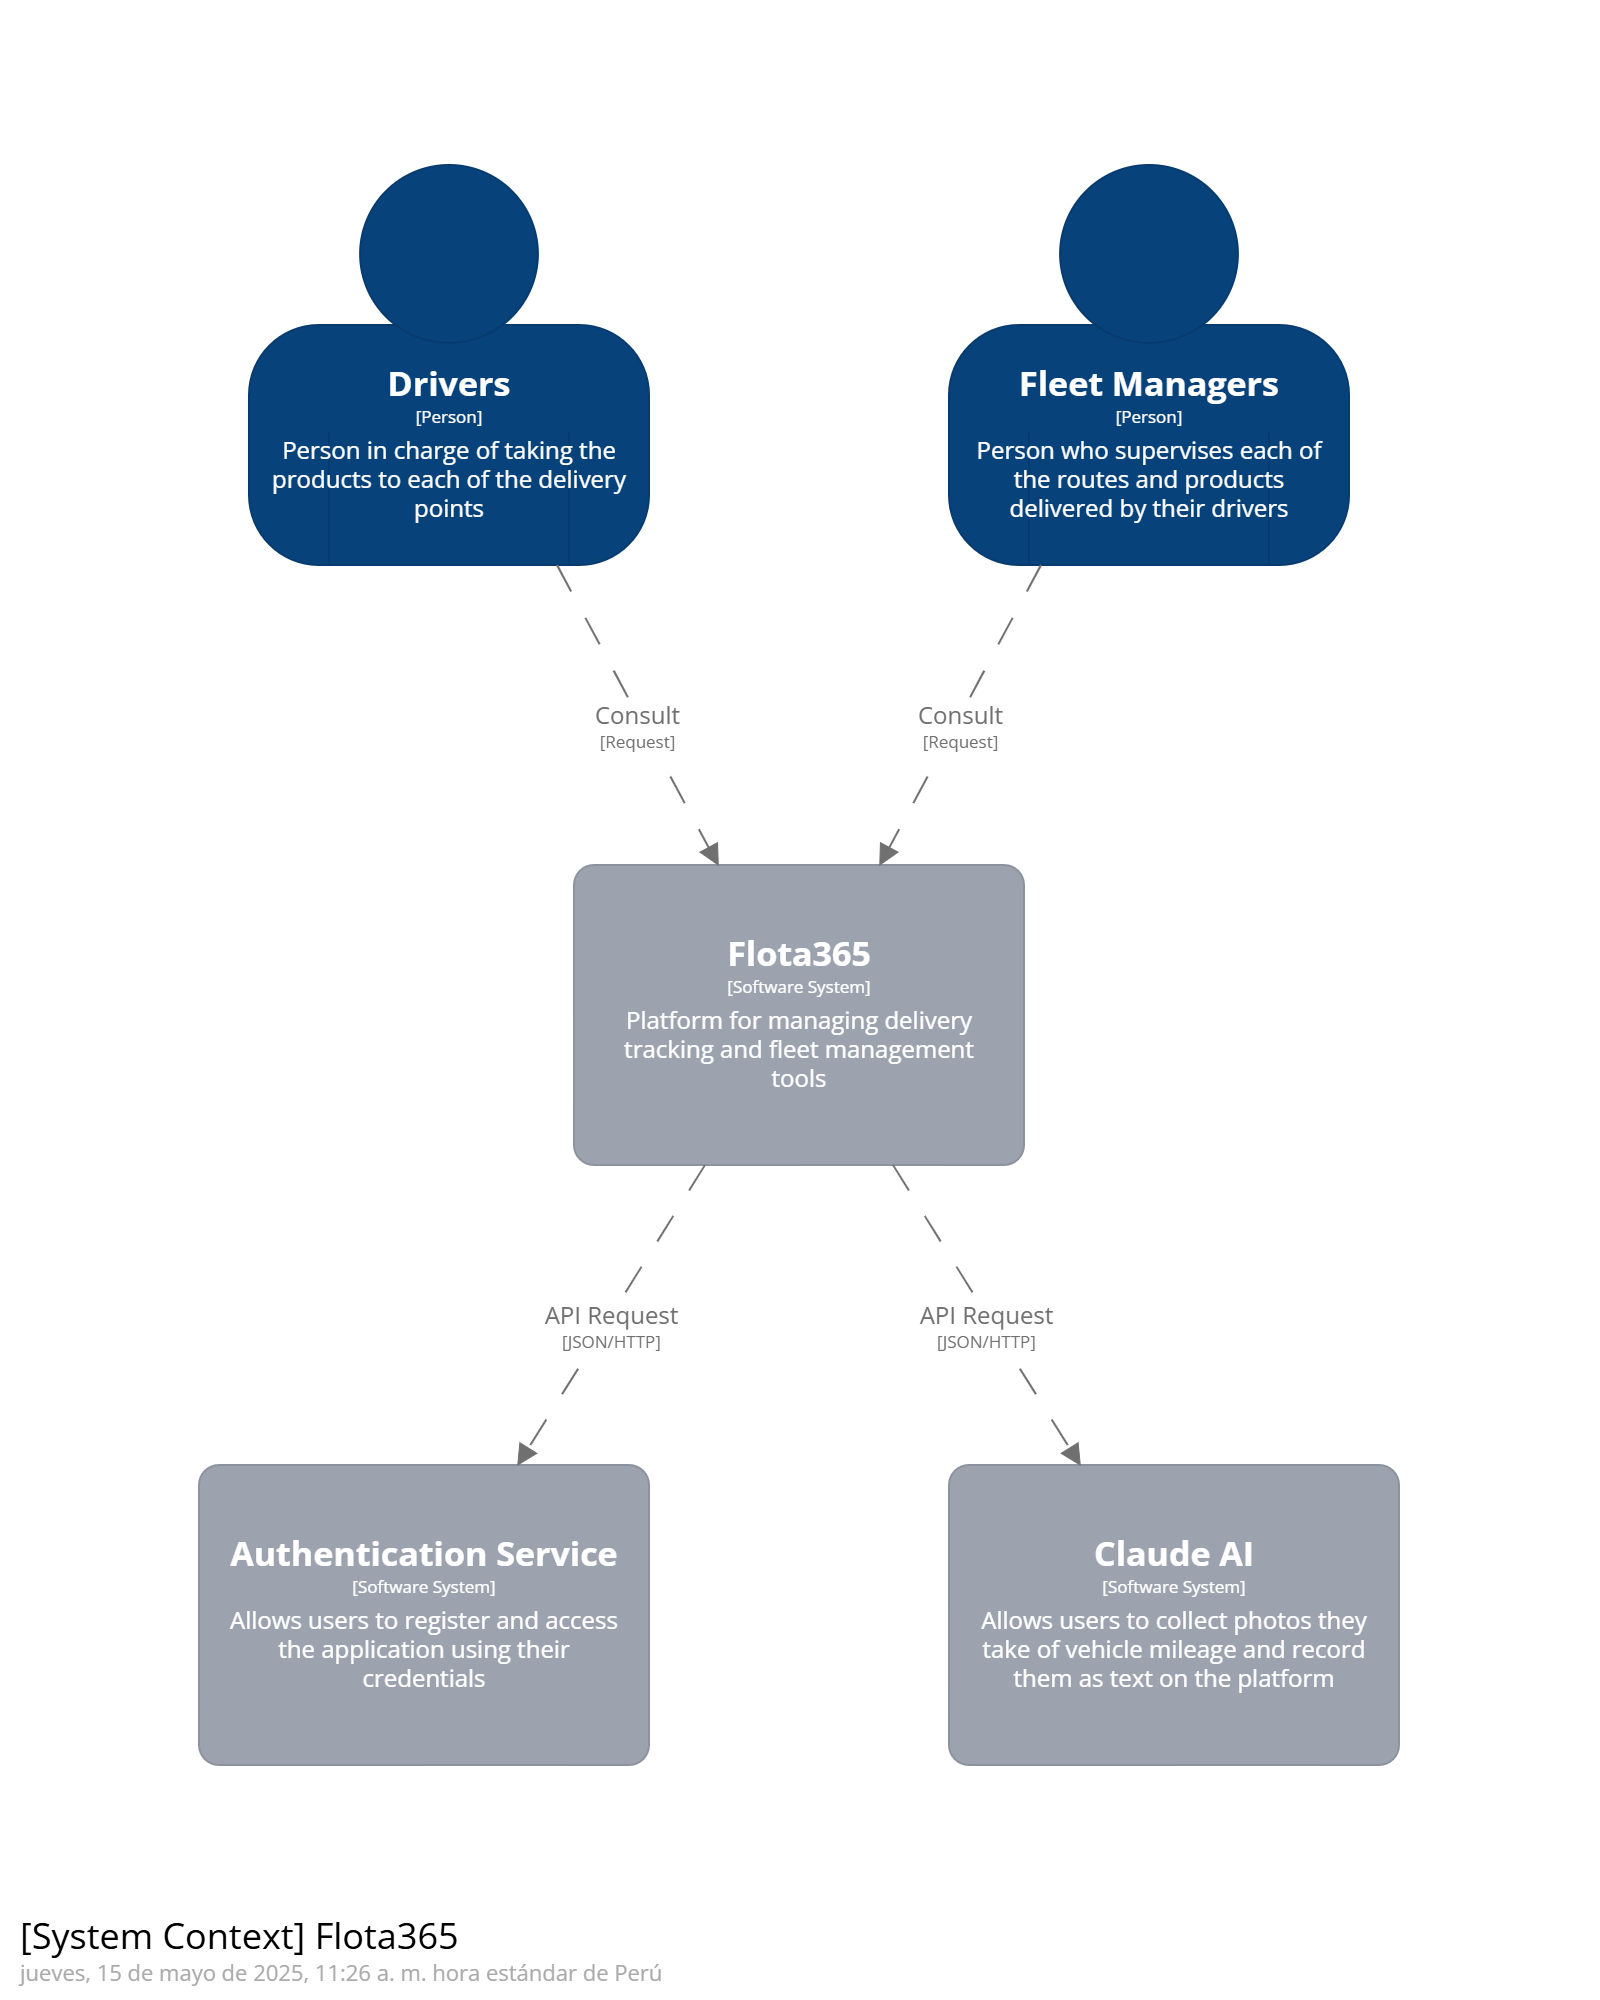 Drivers
[Person]
Person in charge of taking the
products to each of the delivery
points
Fleet Managers
[Person]
Person who supervises each of
the routes and products
delivered by their drivers
Consult
[Request]
Consult
[Request]
Flota365
[Software System]
Platform for managing delivery
tracking and fleet management
tools
API Request
[JSON/HTTP]
API Request
[JSON/HTTP]
Authentication Service
[Software System]
Allows users to register and access
the application using their
credentials
Claude AI
[Software System]
Allows users to collect photos they
take of vehicle mileage and record
them as text on the platform
[System Context] Flota365
jueves, 15 de mayo de 2025, 11:26 a. m. hora estándar de Perú